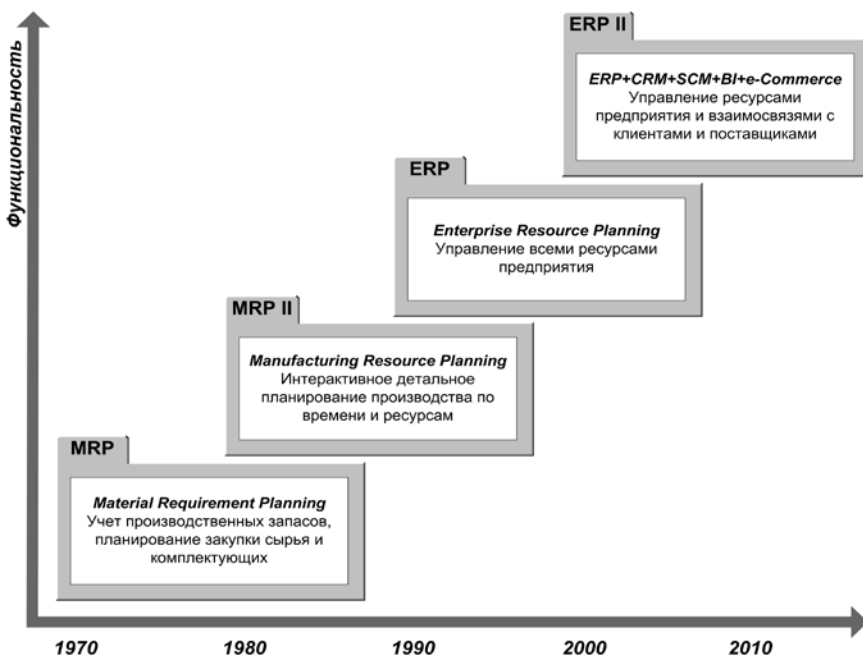 Функциональность
ERP II
ERP+CRM+SCM+BI+e-Commerce
Управление ресурсами
предприятия и взаимосвязями с
клиентами и поставщиками
ERP
Enterprise Resource Planning
Управление всеми ресурсами
предприятия
MRP II
Manufacturing Resource Planning
Интерактивное детальное
планирование производства по
времени и ресурсам
MRP
Material Requirement Planning
Учет производственных запасов,
планирование закупки сырья и
комплектующих
1970 1980 1990 2000 2010